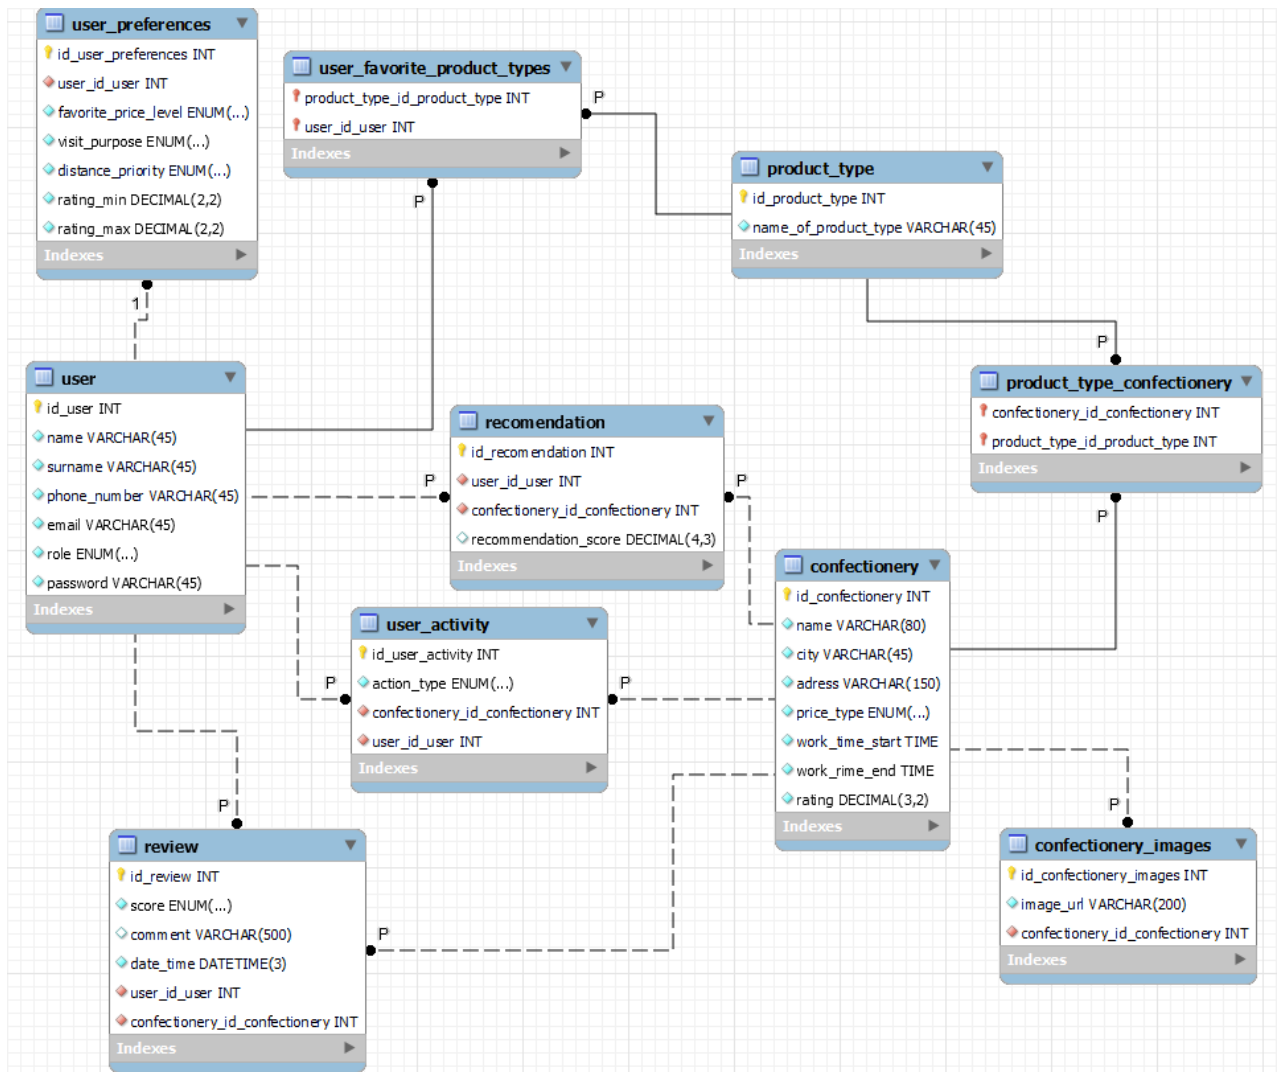 user_preferences
id_user_preferences INT
user_id_user INT
favorite_price_level ENUM(...)
visit_purpose ENUM(...)
distance_priority ENUM(...)
rating_min DECIMAL(2,2)
rating_max DECIMAL(2,2)
Indexes
1
user_favorite_product_types
product_type_id_product_type INT
user_id_user INT
Indexes
P
P
product_type
id_product_type INT
name_of_product_type VARCHAR(45)
Indexes
P
product_type_confectionery
confectionery_id_confectionery INT
product_type_id_product_type INT
Indexes
P
user
id_user INT
name VARCHAR(45)
surname VARCHAR(45)
phone_number VARCHAR(45)
email VARCHAR(45)
role ENUM(...)
password VARCHAR(45)
Indexes
recomendation
id_recomendation INT
user_id_user INT
confectionery_id_confectionery INT
recommendation_score DECIMAL(4,3)
Indexes
P
P
confectionery
id_confectionery INT
name VARCHAR(80)
city VARCHAR(45)
adress VARCHAR(150)
price_type ENUM(...)
work_time_start TIME
work_rime_end TIME
rating DECIMAL(3,2)
Indexes
user_activity
id_user_activity INT
action_type ENUM(...)
confectionery_id_confectionery INT
user_id_user INT
Indexes
P
P
review
id_review INT
score ENUM(...)
comment VARCHAR(500)
date_time DATETIME(3)
user_id_user INT
confectionery_id_confectionery INT
Indexes
P
P
confectionery_images
id_confectionery_images INT
image_url VARCHAR(200)
confectionery_id_confectionery INT
Indexes
P